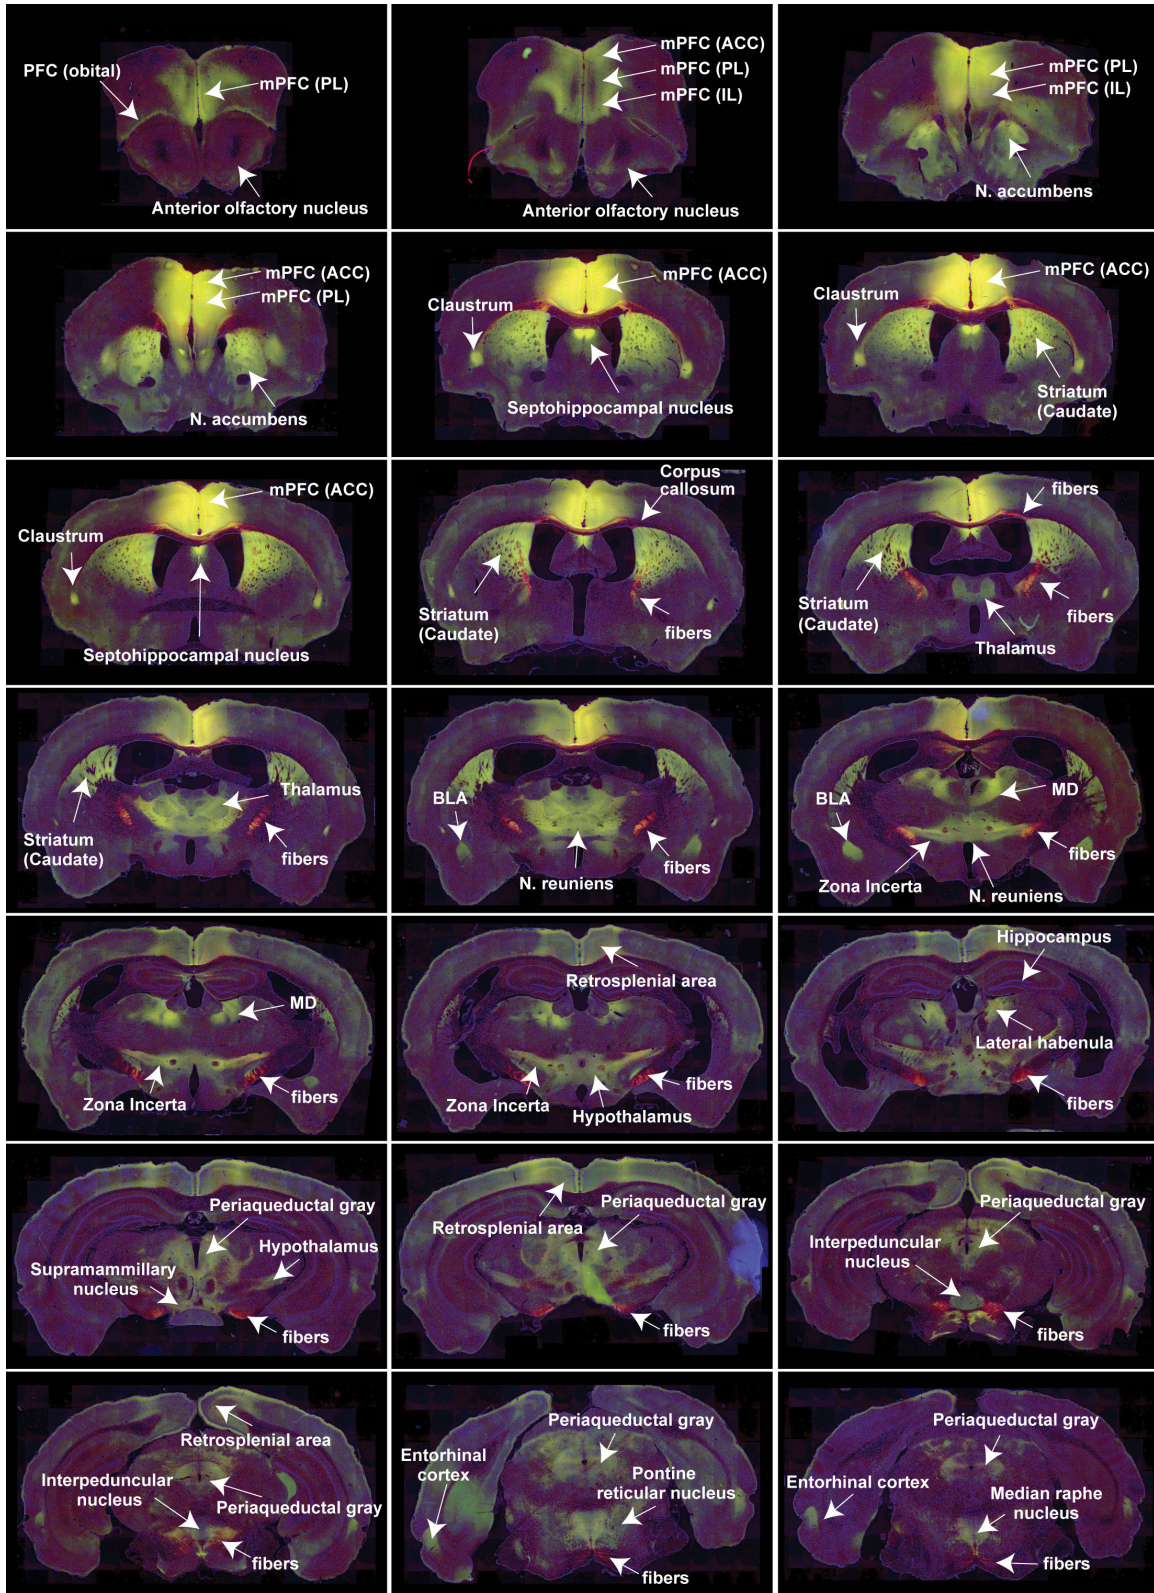 PFC (obital)
mPFC (PL)
Anterior olfactory nucleus
mPFC (ACC)
mPFC (PL)
mPFC (IL)
Anterior olfactory nucleus
mPFC (PL)
mPFC (IL)
N. accumbens
mPFC (ACC)
mPFC (PL)
N. accumbens
mPFC (ACC)
Claustrum
Septohippocampal nucleus
mPFC (ACC)
Claustrum
Striatum
(Caudate)
mPFC (ACC)
Claustrum
Septohippocampal nucleus
Corpus
callosum
Striatum
(Caudate)
fibers
fibers
Striatum
(Caudate)
fibers
Thalamus
Thalamus
Striatum
(Caudate)
fibers
BLA
fibers
N. reuniens
MD
BLA
fibers
Zona Incerta
N. reuniens
MD
Zona Incerta
fibers
Retrosplenial area
Zona Incerta
fibers
Hypothalamus
Hippocampus
Lateral habenula
fibers
Periaqueductal gray
Hypothalamus
Supramammillary
nucleus
fibers
Periaqueductal gray
Retrosplenial area
fibers
Periaqueductal gray
Interpeduncular
nucleus
fibers
Retrosplenial area
Interpeduncular
nucleus
Periaqueductal gray
fibers
Periaqueductal gray
Entorhinal
cortex
Pontine
reticular nucleus
fibers
Periaqueductal gray
Entorhinal cortex
Median raphe
nucleus
fibers